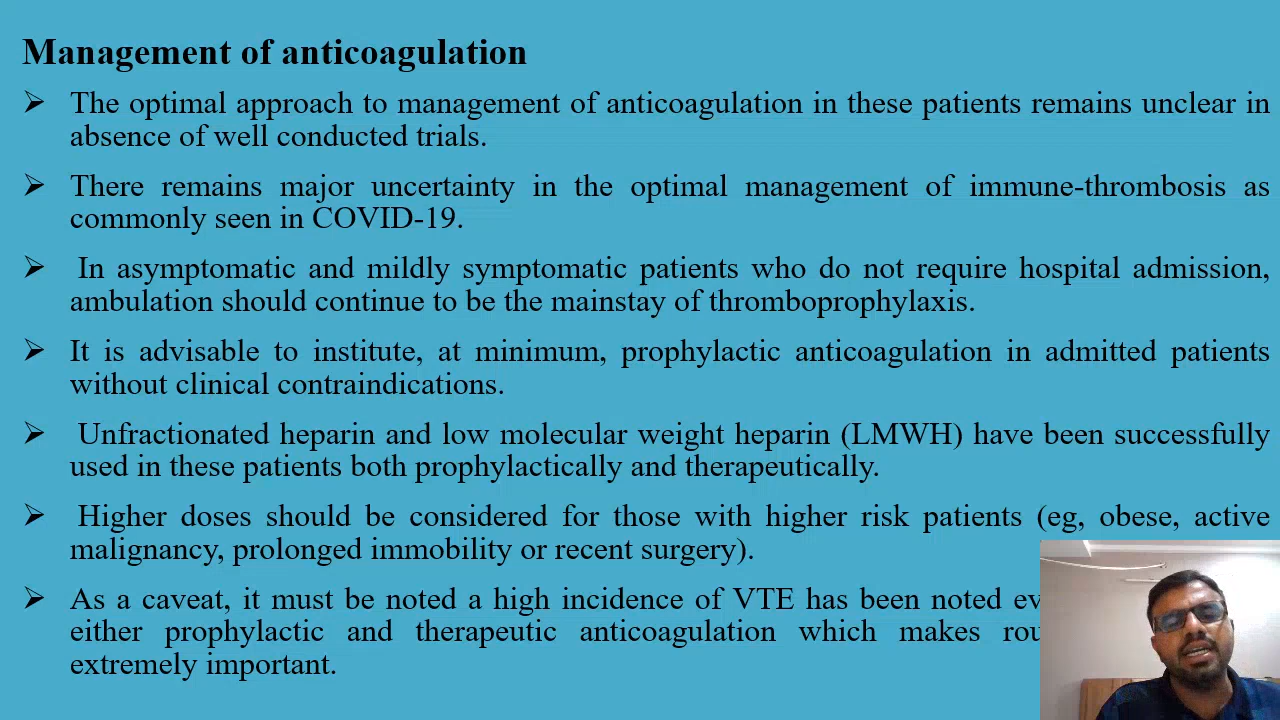 Management of anticoagulation
➢ The optimal approach to management of anticoagulation in these patients remains unclear in
absence of well conducted trials.
➢ There remains major uncertainty in the optimal management of immune-thrombosis as
commonly seen in COVID-19.
➢ In asymptomatic and mildly symptomatic patients who do not require hospital admission,
ambulation should continue to be the mainstay of thromboprophylaxis.
➢ It is advisable to institute, at minimum, prophylactic anticoagulation in admitted patients
without clinical contraindications.
➢ Unfractionated heparin and low molecular weight heparin (LMWH) have been successfully
used in these patients both prophylactically and therapeutically.
➢ Higher doses should be considered for those with higher risk patients (eg, obese, active
malignancy, prolonged immobility or recent surgery).
➢ As a caveat, it must be noted a high incidence of VTE has been noted
either prophylactic and therapeutic anticoagulation which makes
extremely important.